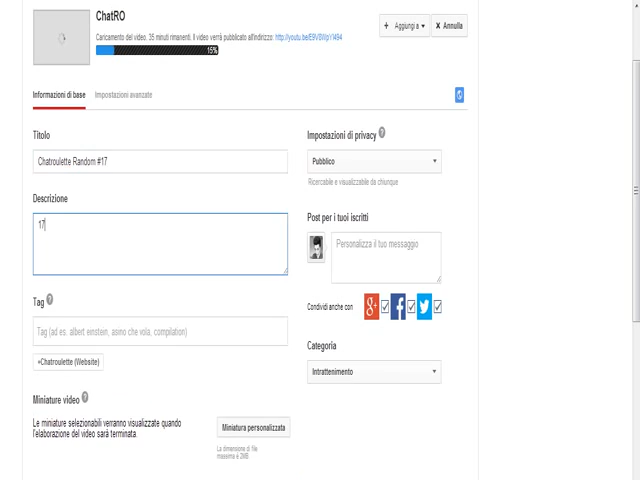 ChatRO
Aggiungi a
Annulla
Caricamento del video, 35 minuti rimanenti. Il video verrà pubblicato all'indirizzo:
15%
Informazioni di base
Impostazioni avanzate
Titolo
Chatroulette Random #17
Descrizione
17
Tag ?
Tag (ad es. albert einstein, asino che vola, compilation)
+Chatroulette (Website)
Miniature video ?
Le miniature selezionabili verranno visualizzate quando
l'elaborazione del video sarà terminata.
Miniatura personalizzata
La dimensione di file
massima è 2MB
Impostazioni di privacy ?
Pubblico
Ricercabile e visualizzabile da chiunque
Post per i tuoi iscritti
Personalizza il tuo messaggio
Condividi anche con
Categoria
Intrattenimento